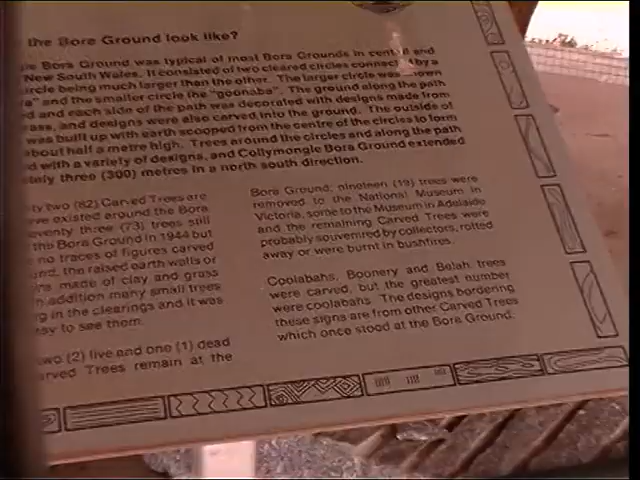 the Bora Ground look like?
Bora Ground was typical of most Bora Grounds in central and
New South Wales. It consisted of two cleared circles connected by a
circle being much larger than the other. The larger circle was known
and the smaller circle the "goonaba". The ground along the path
and each side of the path was decorated with designs made from
grass, and designs were also carved into the ground. The outside of
was built up with earth scooped from the centre of the circles to form
about half a metre high. Trees around the circles and along the path
with a variety of designs, and Collymongle Bora Ground extended
three (300) metres in a north south direction.
ty two (82) Carved Trees are
have existed around the Bora
seventy three (73) trees still
the Bora Ground in 1944 but
no traces of figures carved
the raised earth walls or
made of clay and grass
addition many small trees
in the clearings and it was
easy to see them.
two (2) live and one (1) dead
Carved Trees remain at the
Bora Ground; nineteen (19) trees were
removed to the National Museum in
Victoria, some to the Museum in Adelaide
and the remaining Carved Trees were
probably souvenired by collectors, rotted
away or were burnt in bushfires.
Coolabahs, Boonery and Belah trees
were carved, but the greatest number
were coolabahs. The designs bordering
these signs are from other Carved Trees
which once stood at the Bora Ground.